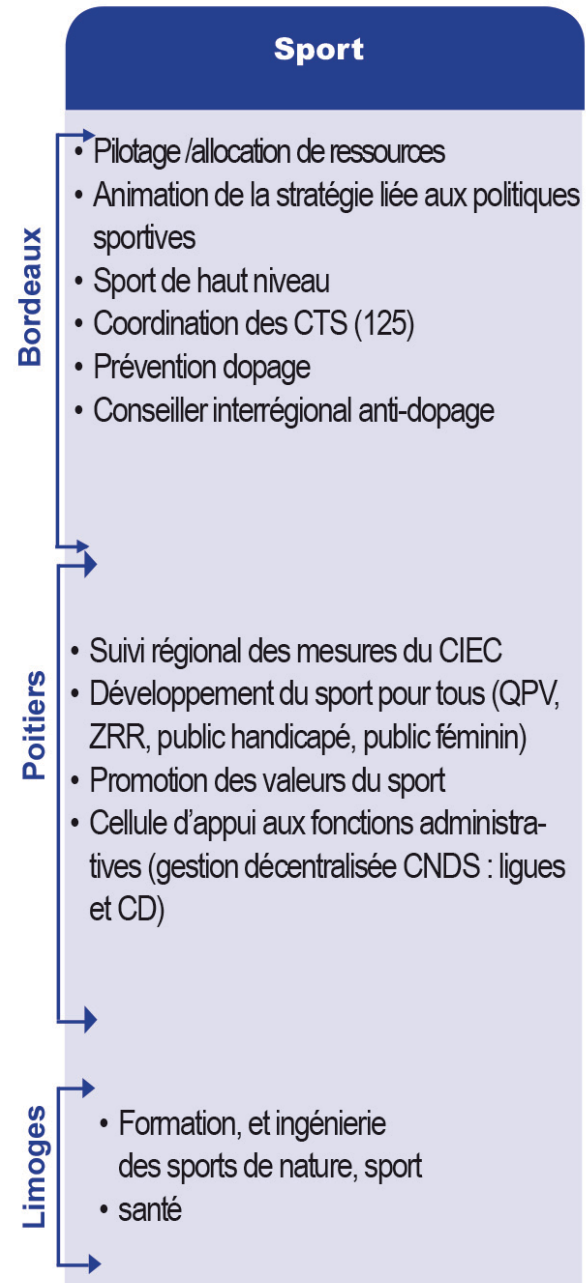 Sport
Bordeaux
• Pilotage /allocation de ressources
• Animation de la stratégie liée aux politiques
sportives
• Sport de haut niveau
• Coordination des CTS (125)
• Prévention dopage
• Conseiller interrégional anti-dopage
Poitiers
• Suivi régional des mesures du CIEC
• Développement du sport pour tous (QPV,
ZRR, public handicapé, public féminin)
• Promotion des valeurs du sport
• Cellule d’appui aux fonctions administra-
tives (gestion décentralisée CNDS : ligues
et CD)
Limoges
• Formation, et ingénierie
des sports de nature, sport
• santé